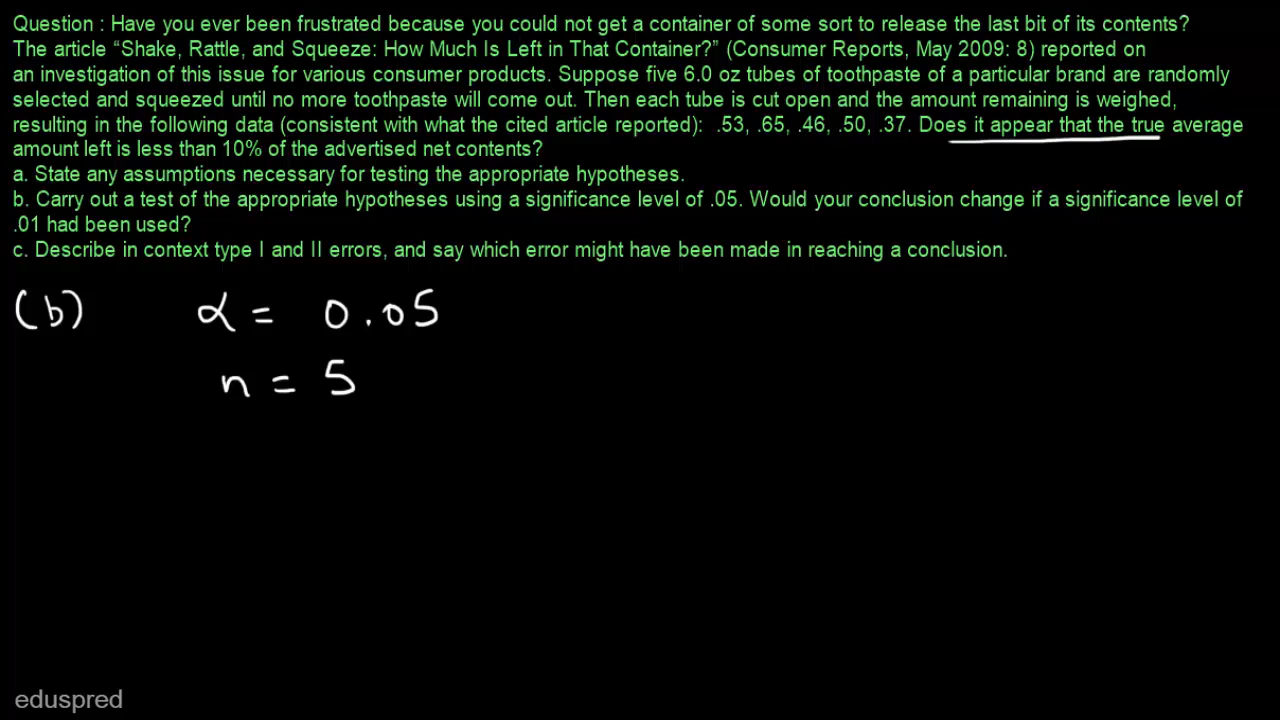 Question : Have you ever been frustrated because you could not get a container of some sort to release the last bit of its contents?
The article “Shake, Rattle, and Squeeze: How Much Is Left in That Container?” (Consumer Reports, May 2009: 8) reported on
an investigation of this issue for various consumer products. Suppose five 6.0 oz tubes of toothpaste of a particular brand are randomly
selected and squeezed until no more toothpaste will come out. Then each tube is cut open and the amount remaining is weighed,
resulting in the following data (consistent with what the cited article reported): .53, .65, .46, .50, .37. Does it appear that the true average
amount left is less than 10% of the advertised net contents?
a. State any assumptions necessary for testing the appropriate hypotheses.
b. Carry out a test of the appropriate hypotheses using a significance level of .05. Would your conclusion change if a significance level of
.01 had been used?
c. Describe in context type I and II errors, and say which error might have been made in reaching a conclusion.
(b) α = 0.05
n = 5
eduspred